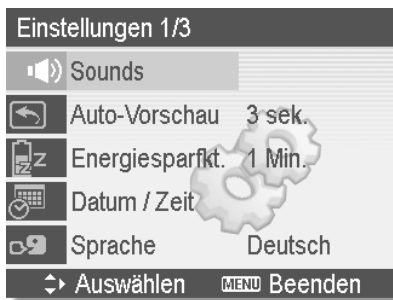 Einstellungen 1/3
Sounds
Auto-Vorschau 3 sek.
Energiesparfkt. 1 Min.
Datum / Zeit
Sprache Deutsch
Auswählen MENU Beenden